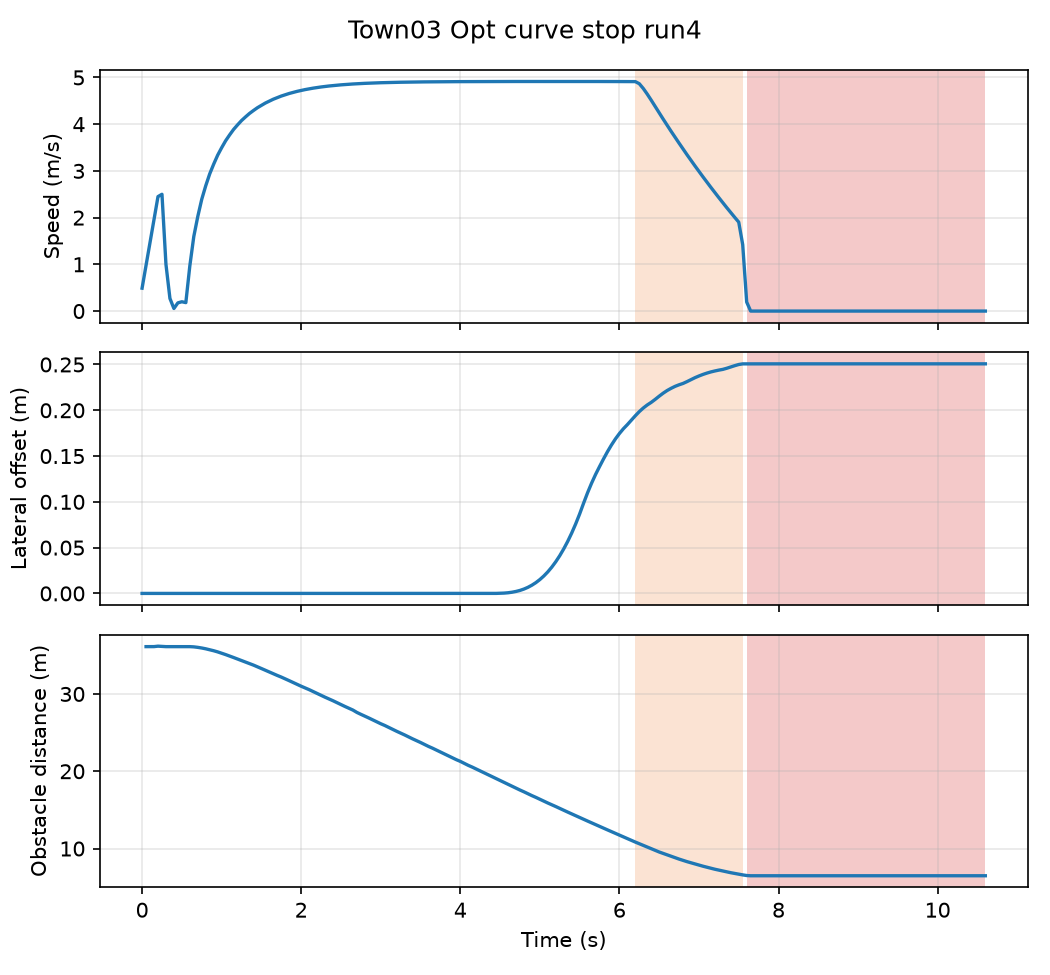 Town03 Opt curve stop run4
Speed (m/s)
5
4
3
2
1
0
Lateral offset (m)
0.25
0.20
0.15
0.10
0.05
0.00
Obstacle distance (m)
30
20
10
0 2 4 6 8 10
Time (s)